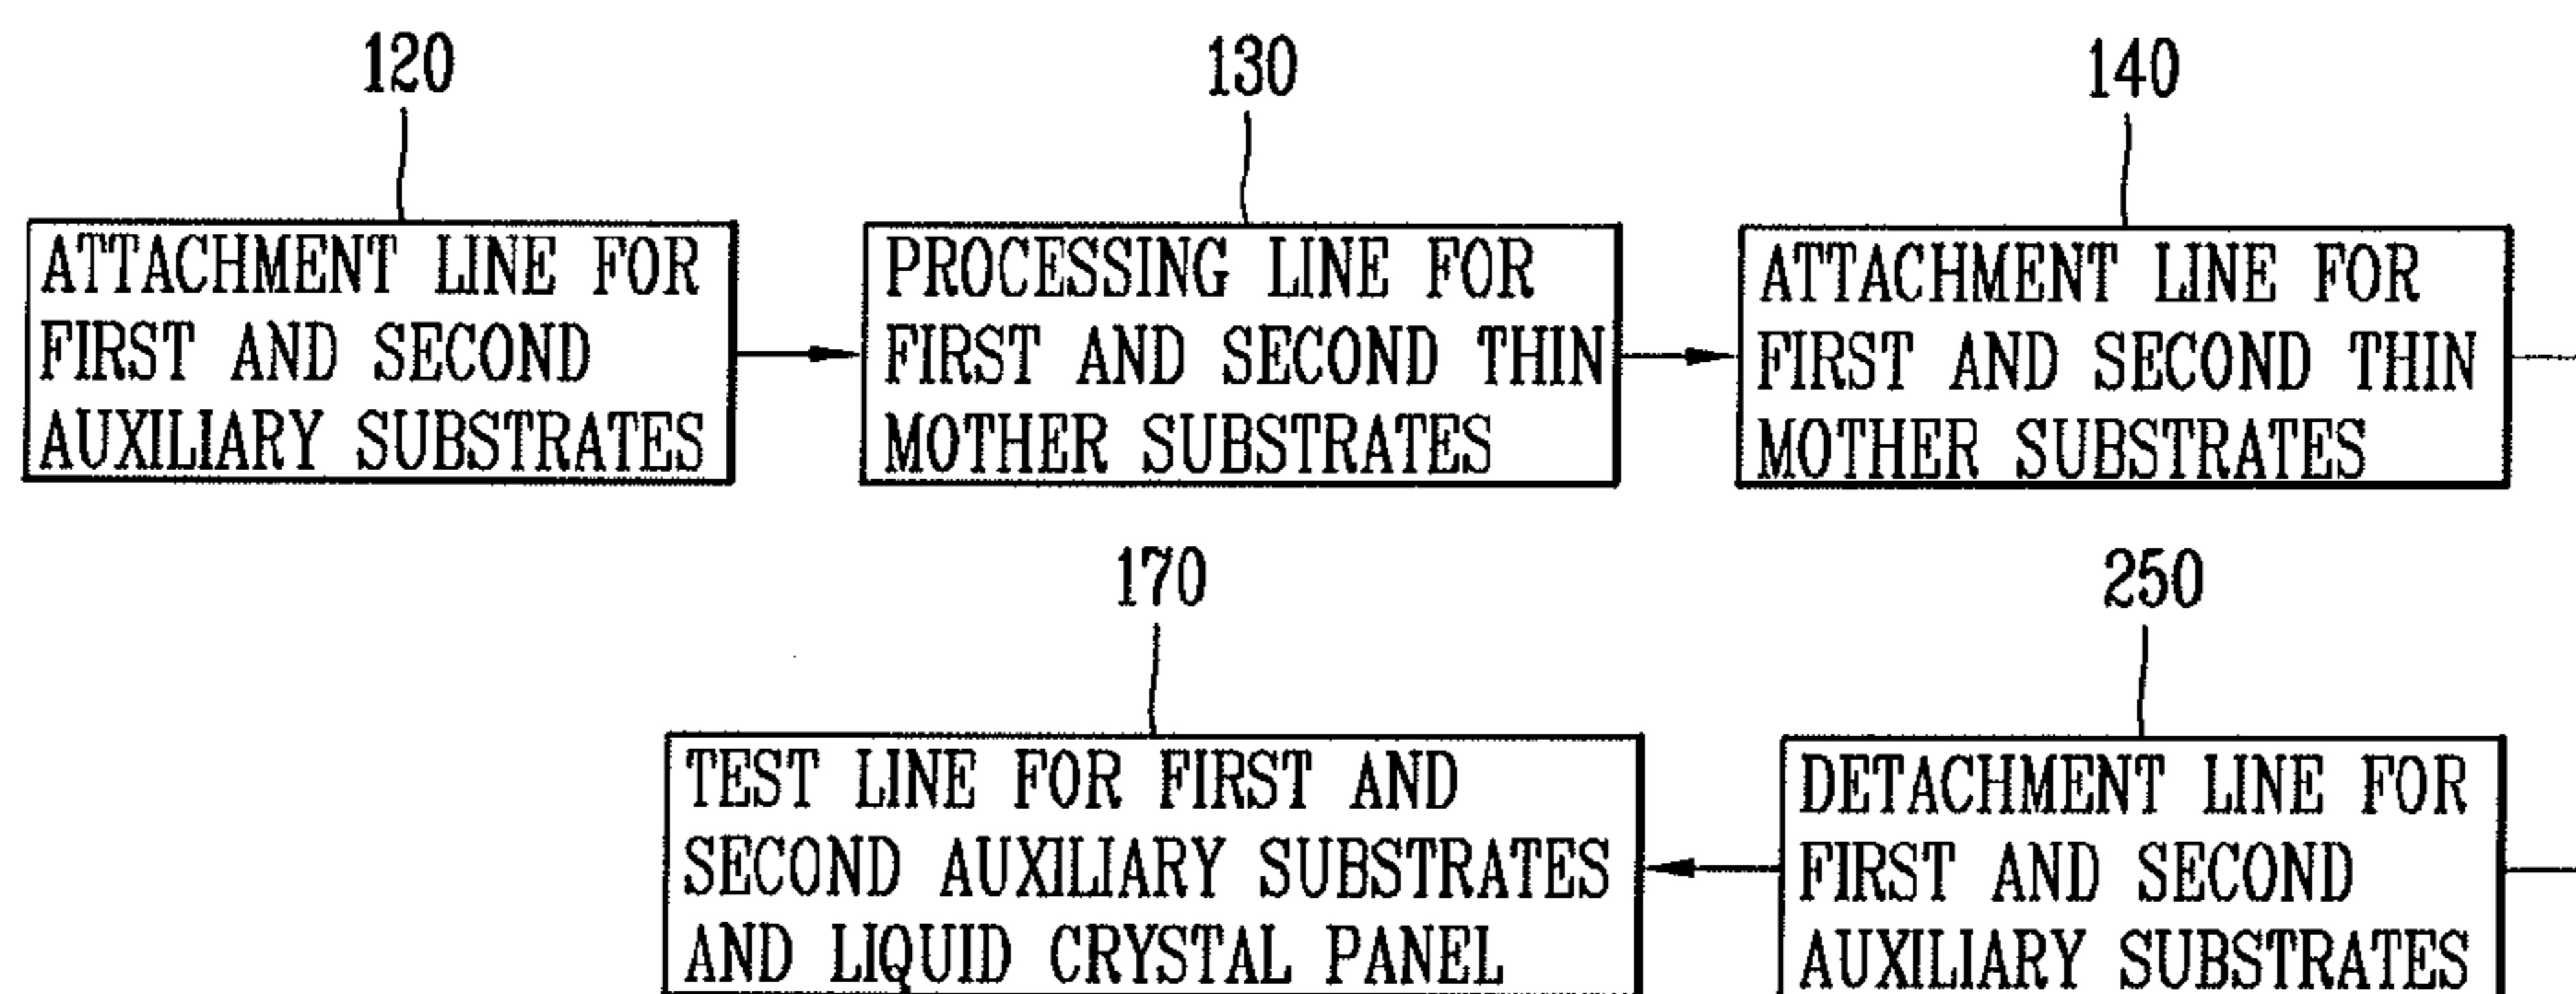 120
130
140
ATTACHMENT LINE FOR
FIRST AND SECOND
AUXILIARY SUBSTRATES
PROCESSING LINE FOR
FIRST AND SECOND THIN
MOTHER SUBSTRATES
ATTACHMENT LINE FOR
FIRST AND SECOND THIN
MOTHER SUBSTRATES
170
250
TEST LINE FOR FIRST AND
SECOND AUXILIARY SUBSTRATES
AND LIQUID CRYSTAL PANEL
DETACHMENT LINE FOR
FIRST AND SECOND
AUXILIARY SUBSTRATES